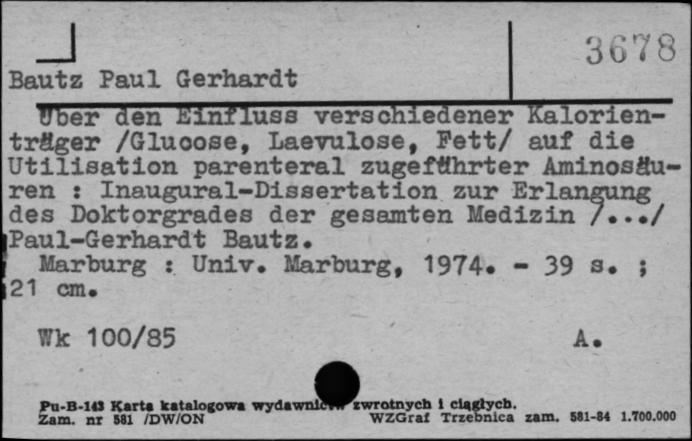 3678
Bautz Paul Gerhardt
Über den Einfluss verschiedener Kalorien-
träger /Glucose, Laevulose, Fett/ auf die
Utilisation parenteral zugeführter Aminosäu-
ren : Inaugural-Dissertation zur Erlangung
des Doktorgrades der gesamten Medizin /.../
Paul-Gerhardt Bautz.
Marburg : Univ. Marburg, 1974. - 39 s. ;
21 cm.
Wk 100/85 A.
Pu-B-143 Karta katalogowa wydawnictw zwrotnych i ciągłych.
Zam. nr 581 /DW/ON WZGraf Trzebnica zam. 581-84 1.700.000